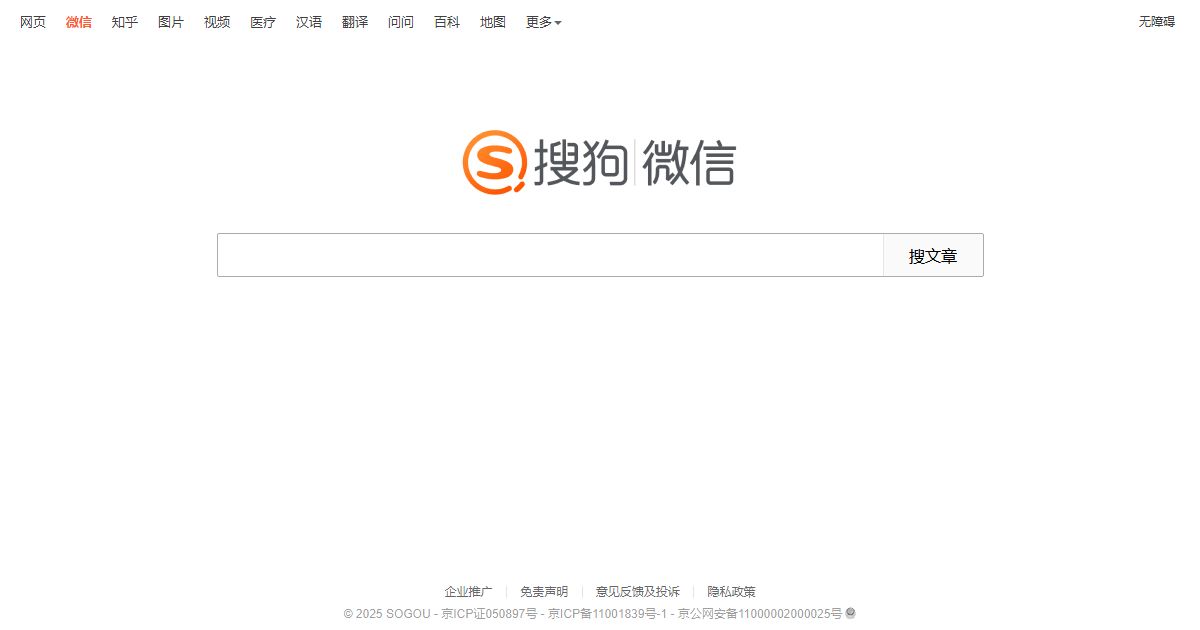 网页 微信 知乎 图片 视频 医疗 汉语 翻译 问问 百科 地图 更多 无障碍
搜狗 微信
搜文章
企业推广 免责声明 意见反馈及投诉 隐私政策
© 2025 SOGOU - 京ICP证050897号 - 京ICP备11001839号-1 - 京公网安备11000002000025号